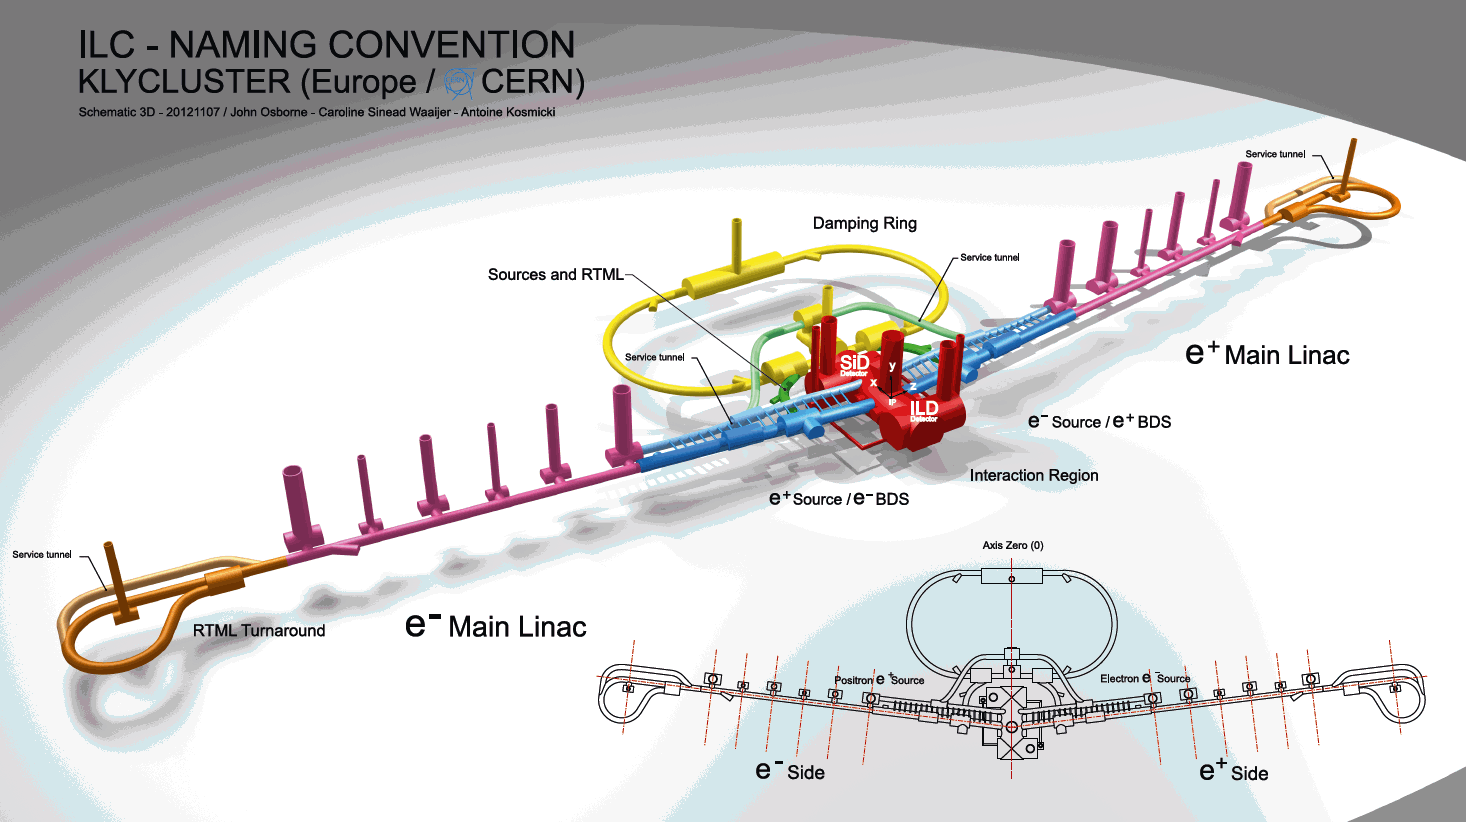 ILC - NAMING CONVENTION
KLYCLUSTER (Europe / CERN)
Schematic 3D - 20121107 / John Osborne - Caroline Sinead Waaijer - Antoine Kosmicki
Service tunnel
Damping Ring
Sources and RTML
Service tunnel
Service tunnel
SiD
Detector
y
x
z
IP
ILD
Detector
e+ Main Linac
e- Source / e+ BDS
Interaction Region
e+ Source / e- BDS
Service tunnel
RTML Turnaround
e- Main Linac
Axis Zero (0)
Positron e+ Source
Electron e- Source
e- Side
e+ Side